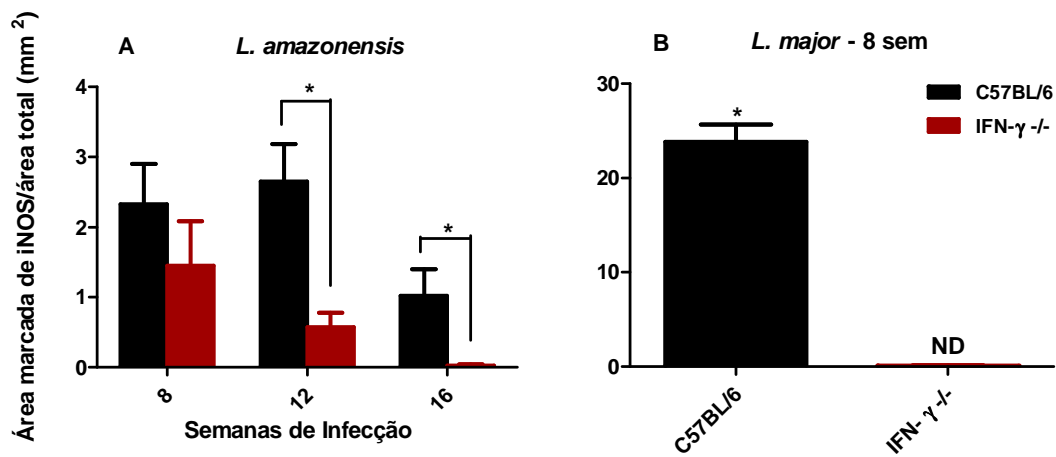 A
L. amazonensis
Área marcada de iNOS/área total (mm 2)
4
3
2
1
0
*
*
8
12
16
Semanas de Infecção
B
L. major - 8 sem
30
20
10
0
*
ND
C57BL/6
IFN-γ -/-
C57BL/6
IFN- γ -/-